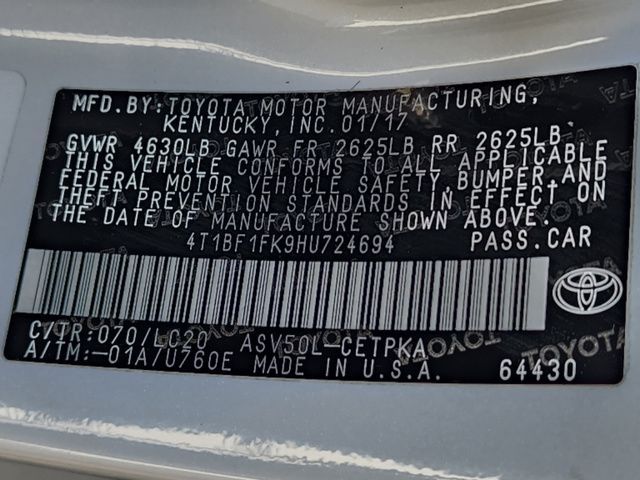 MFD.BY: TOYOTA MOTOR MANUFACTURING,
KENTUCKY, INC. 01/17
GVWR 4630LB GAWR FR 2625LB RR 2625LB
THIS VEHICLE CONFORMS TO ALL APPLICABLE
FEDERAL MOTOR VEHICLE SAFETY, BUMPER AND
THEFT PREVENTION STANDARDS IN EFFECT ON
THE DATE OF MANUFACTURE SHOWN ABOVE.
4T1BF1FK9HU724694 PASS.CAR
C/TR: 070/LC20 ASV50L-CETPKA
A/TM: -01A/U760E MADE IN U.S.A. 64430